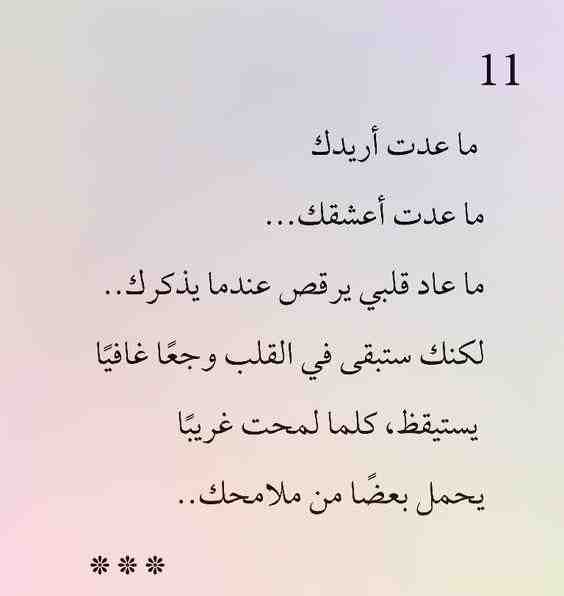 11
ما عدت أريدك
ما عدت أعشقك...
ما عاد قلبي يرقص عندما يذكرك..
لكنك ستبقى في القلب وجعًا غافيًا
يستيقظ، كلما لمحت غريبًا
يحمل بعضًا من ملامحك..
***